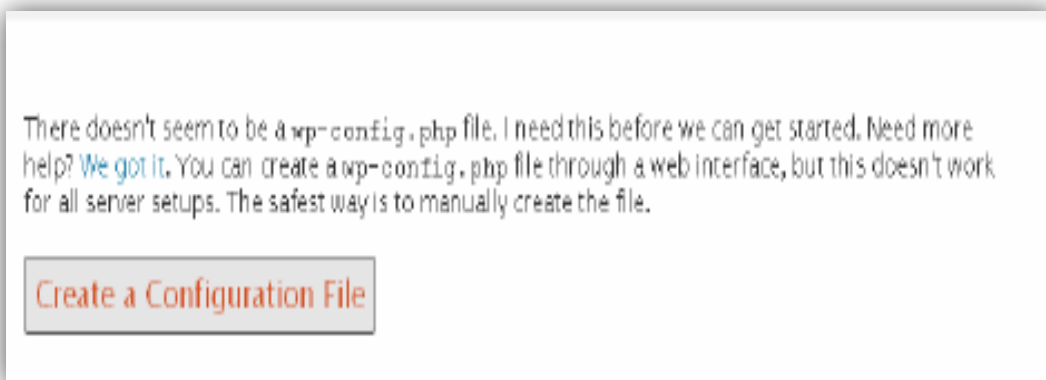 There doesn't seem to be a wp-config.php file. I need this before we can get started. Need more
help? We got it. You can create a wp-config.php file through a web interface, but this doesn't work
for all server setups. The safest way is to manually create the file.
Create a Configuration File